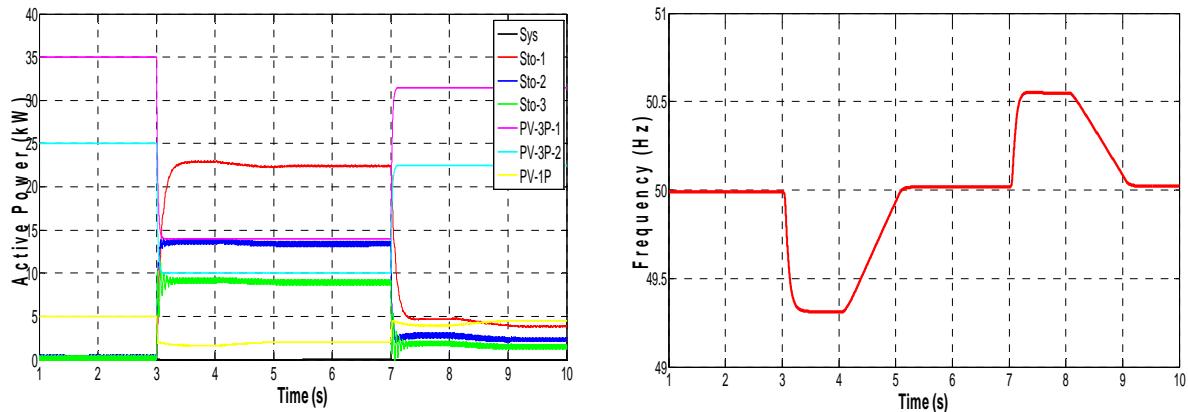 40
35
30
25
20
15
10
5
0
Active Power (kW)
Sys
Sto-1
Sto-2
Sto-3
PV-3P-1
PV-3P-2
PV-1P
1 2 3 4 5 6 7 8 9 10
Time (s)
51
50.5
50
49.5
49
Frequency (Hz)
1 2 3 4 5 6 7 8 9 10
Time (s)